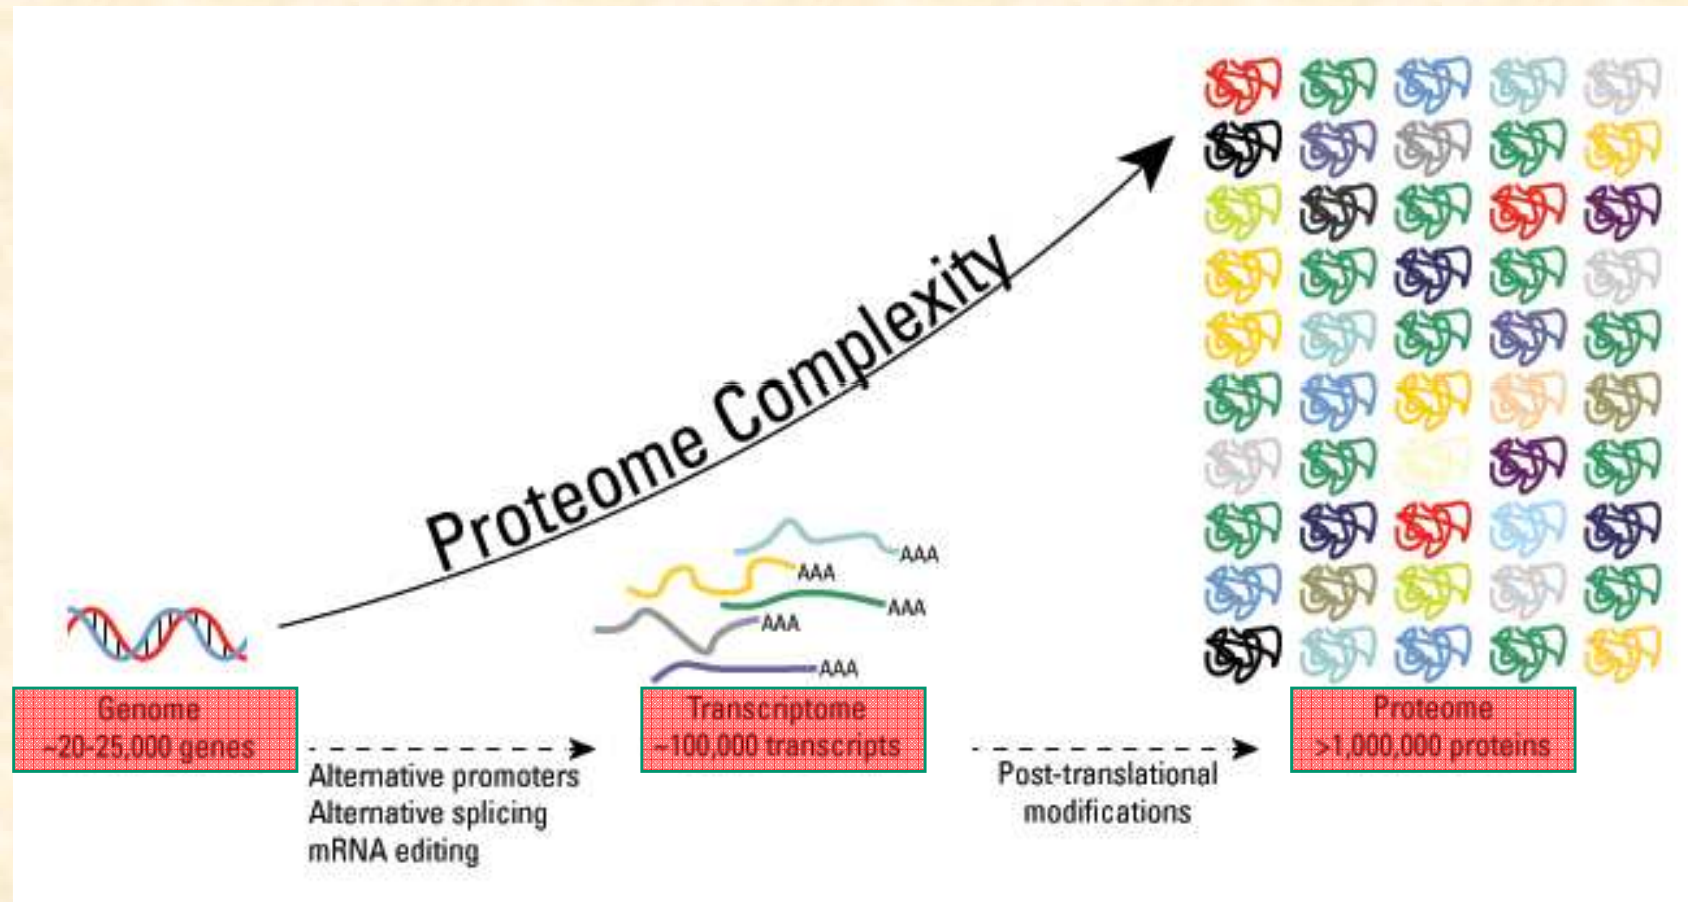 Proteome Complexity
AAA
AAA
AAA
AAA
AAA
Genome
~20-25,000 genes
Alternative promoters
Alternative splicing
mRNA editing
Transcriptome
~100,000 transcripts
Post-translational
modifications
Proteome
>1,000,000 proteins